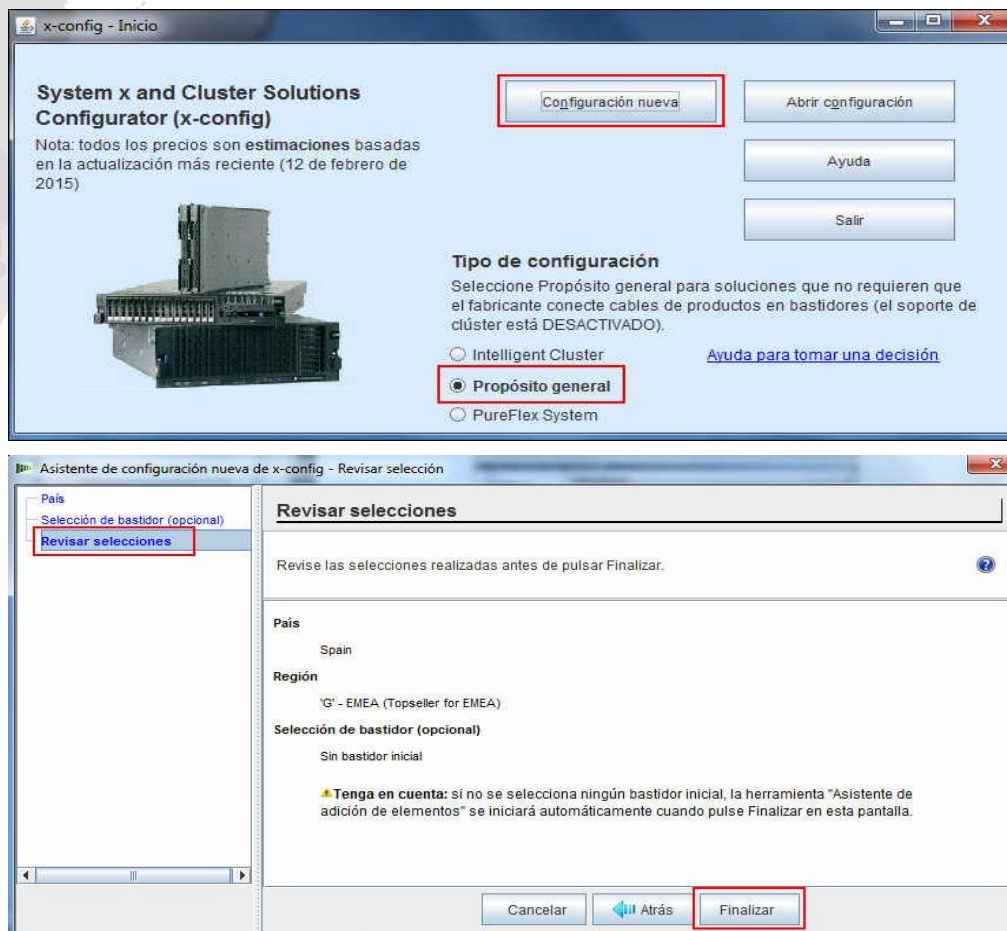 x-config - Inicio
System x and Cluster Solutions
Configurator (x-config)
Nota: todos los precios son estimaciones basadas
en la actualización más reciente (12 de febrero de
2015)
Configuración nueva
Abrir configuración
Ayuda
Salir
Tipo de configuración
Seleccione Propósito general para soluciones que no requieren que
el fabricante conecte cables de productos en bastidores (el soporte de
clúster está DESACTIVADO).
Intelligent Cluster
Ayuda para tomar una decisión
Propósito general
PureFlex System
Asistente de configuración nueva de x-config - Revisar selección
País
Selección de bastidor (opcional)
Revisar selecciones
Revisar selecciones
Revise las selecciones realizadas antes de pulsar Finalizar.
País
Spain
Región
'G' - EMEA (Topseller for EMEA)
Selección de bastidor (opcional)
Sin bastidor inicial
Tenga en cuenta: si no se selecciona ningún bastidor inicial, la herramienta "Asistente de
adición de elementos" se iniciará automáticamente cuando pulse Finalizar en esta pantalla.
Cancelar
Atrás
Finalizar